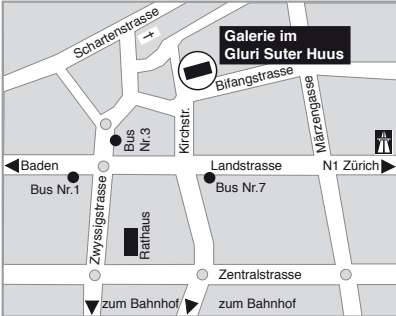 Schartenstrasse
Galerie im
Gluri Suter Huus
Bifangstrasse
Märzengasse
Kirchstr.
Bus
Nr.3
Baden
Landstrasse
N1 Zürich
Bus Nr.1
Bus Nr.7
Zwyssigstrasse
Rathaus
Zentralstrasse
zum Bahnhof
zum Bahnhof